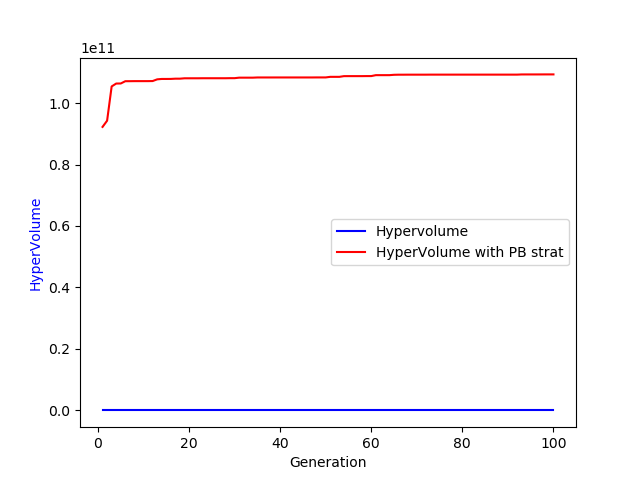 1e11
1.0
0.8
0.6
0.4
0.2
0.0
HyperVolume
Hypervolume
HyperVolume with PB strat
0 20 40 60 80 100
Generation